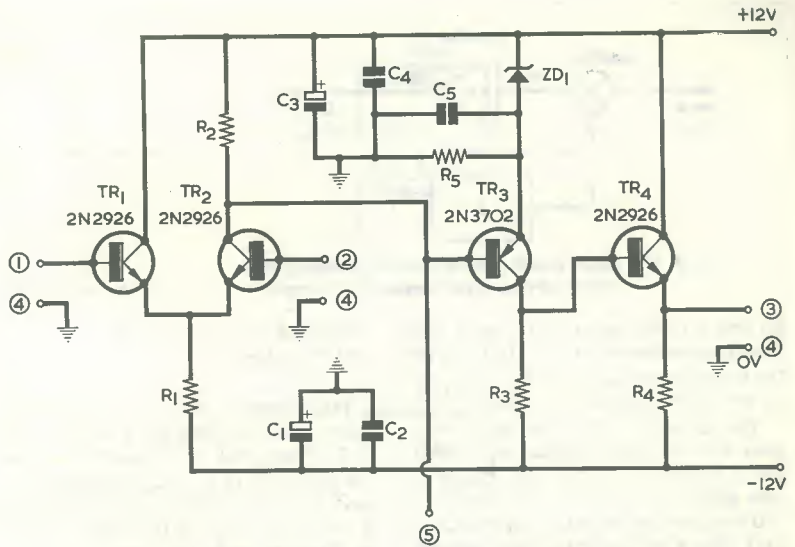 +12V
C3
+
C4
C5
ZD1
R2
R5
TR1
2N2926
TR2
2N2926
TR3
2N3702
TR4
2N2926
1
2
4
4
3
4
0V
R1
C1
+
C2
R3
R4
-12V
5